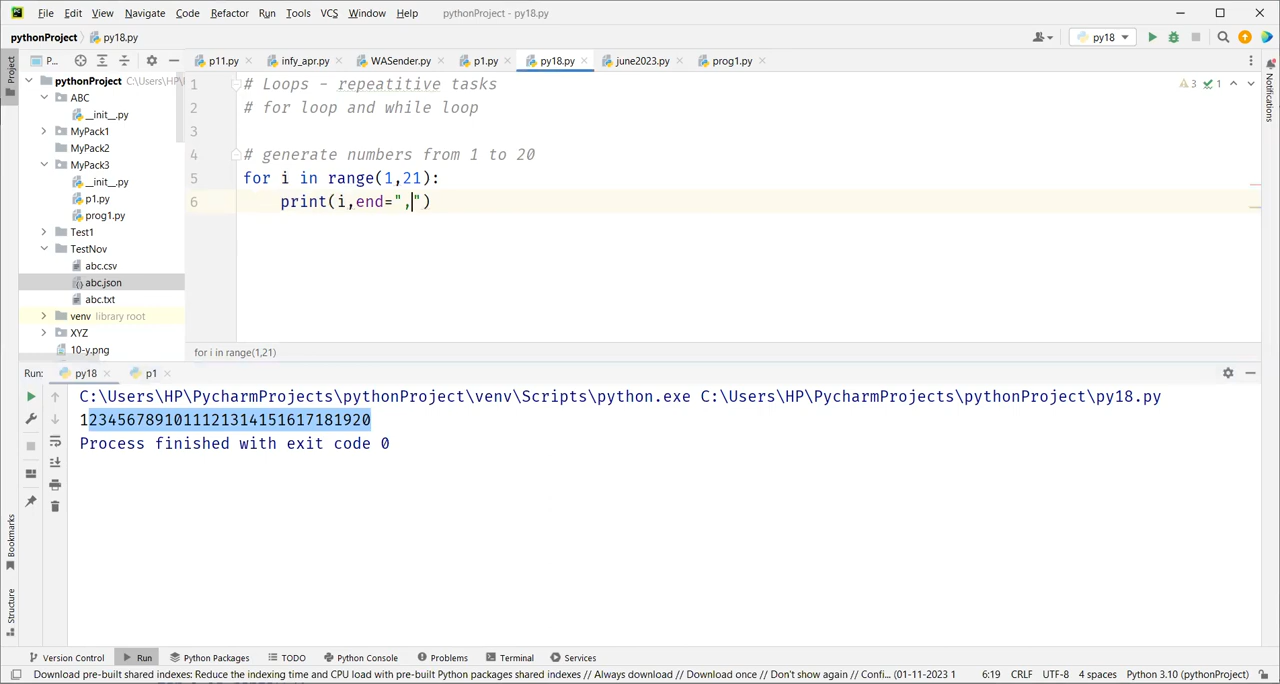 File Edit View Navigate Code Refactor Run Tools VCS Window Help pythonProject - py18.py
pythonProject py18.py py18
P... p11.py infy_apr.py WASender.py p1.py py18.py june2023.py prog1.py
Project
Notifications
pythonProject C:\Users\HP\
ABC
__init__.py
MyPack1
MyPack2
MyPack3
__init__.py
p1.py
prog1.py
Test1
TestNov
abc.csv
abc.json
abc.txt
venv library root
XYZ
10-y.png
3 1
1 # Loops - repeatitive tasks
2 # for loop and while loop
3
4 # generate numbers from 1 to 20
5 for i in range(1,21):
6 print(i,end=",")
for i in range(1,21)
Run: py18 p1
C:\Users\HP\PycharmProjects\pythonProject\venv\Scripts\python.exe C:\Users\HP\PycharmProjects\pythonProject\py18.py
1234567891011121314151617181920
Process finished with exit code 0
Bookmarks
Structure
Version Control Run Python Packages TODO Python Console Problems Terminal Services
Download pre-built shared indexes: Reduce the indexing time and CPU load with pre-built Python packages shared indexes // Always download // Download once // Don't show again // Confi... (01-11-2023 1 6:19 CRLF UTF-8 4 spaces Python 3.10 (pythonProject)